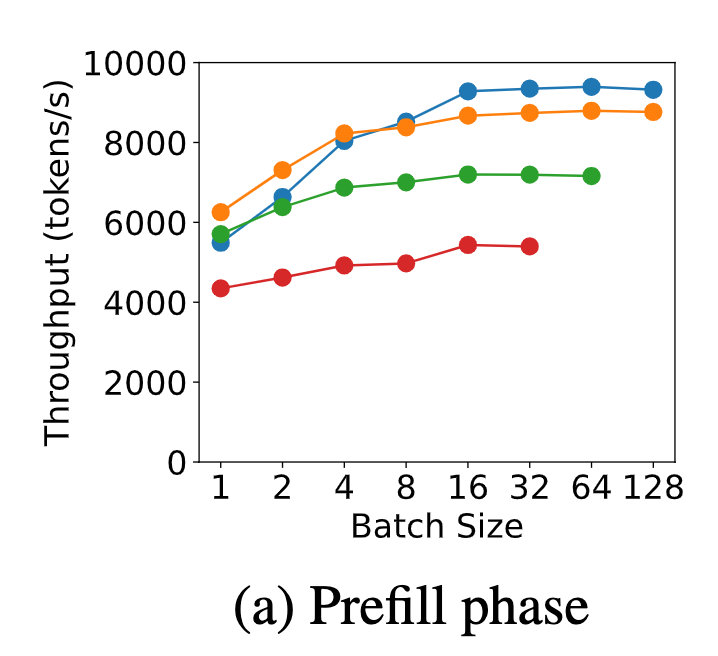 10000
8000
6000
4000
2000
0
Throughput (tokens/s)
1 2 4 8 16 32 64 128
Batch Size
(a) Prefill phase